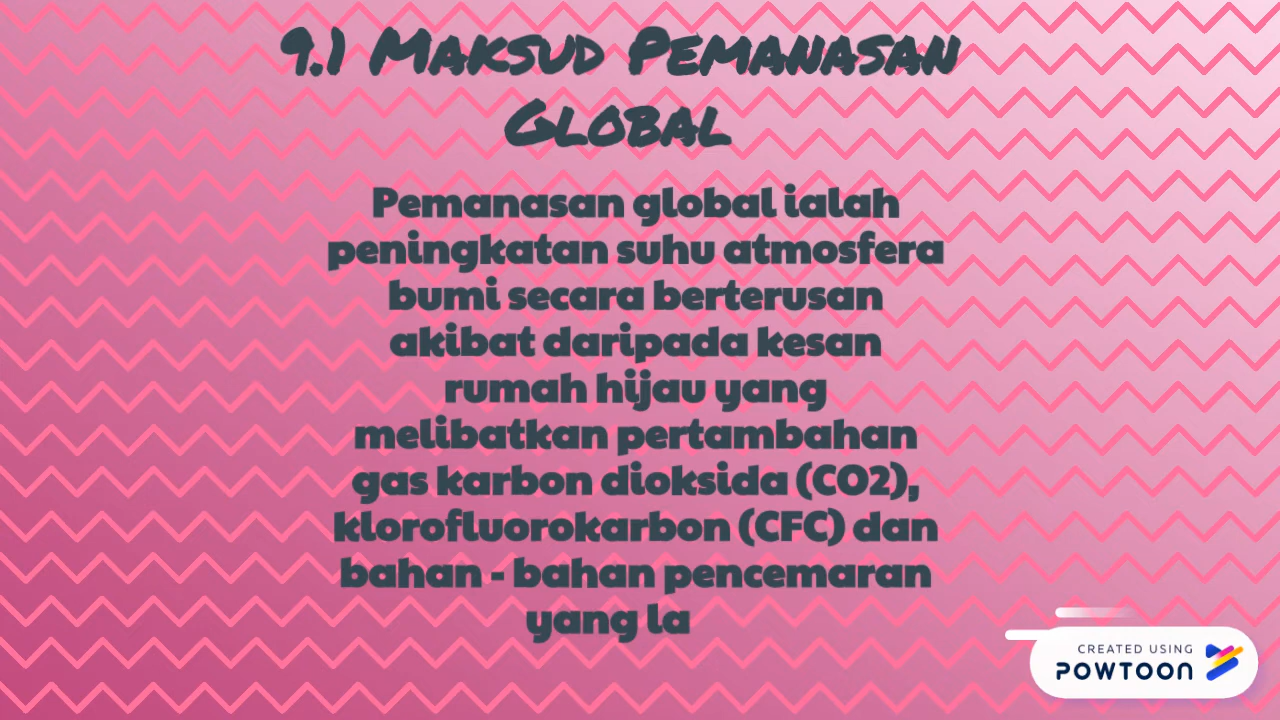 9.1 Maksud Pemanasan
Global
Pemanasan global ialah
peningkatan suhu atmosfera
bumi secara berterusan
akibat daripada kesan
rumah hijau yang
melibatkan pertambahan
gas karbon dioksida (CO2),
klorofluorokarbon (CFC) dan
bahan - bahan pencemaran
yang la
CREATED USING
POWTOON